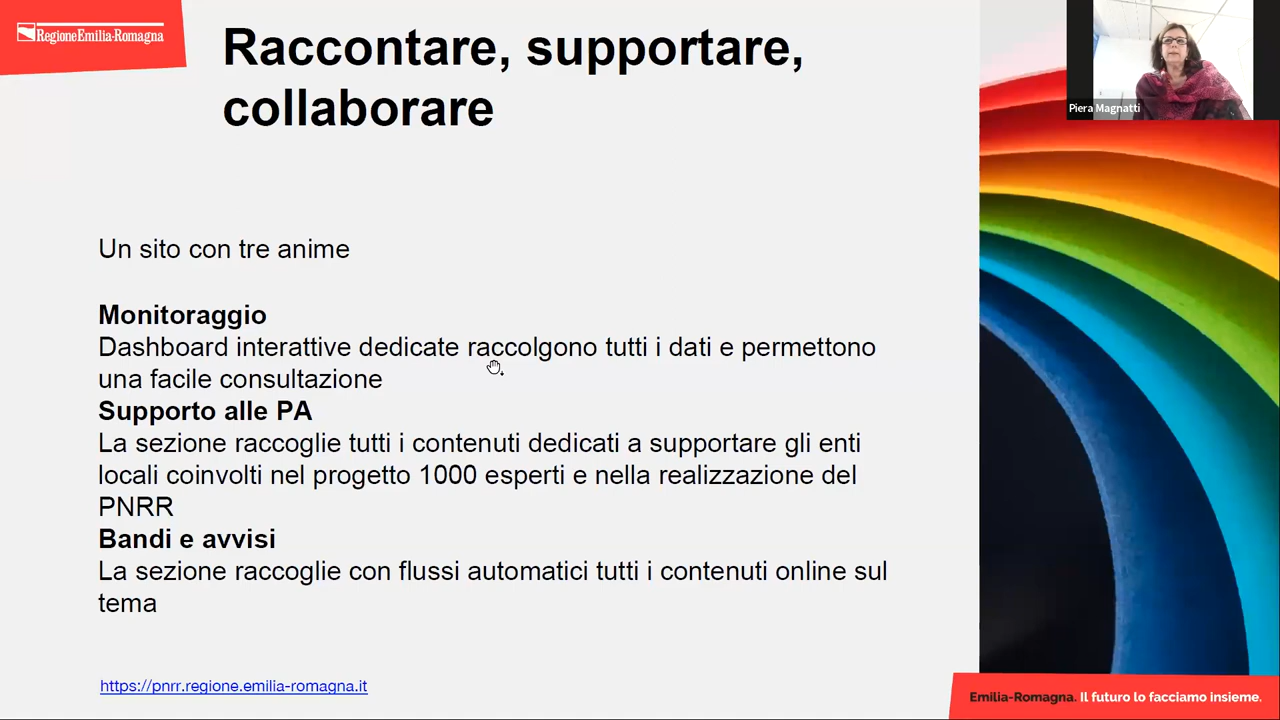 RegioneEmilia-Romagna
Raccontare, supportare,
collaborare
Piera Magnatti
Un sito con tre anime
Monitoraggio
Dashboard interattive dedicate raccolgono tutti i dati e permettono
una facile consultazione
Supporto alle PA
La sezione raccoglie tutti i contenuti dedicati a supportare gli enti
locali coinvolti nel progetto 1000 esperti e nella realizzazione del
PNRR
Bandi e avvisi
La sezione raccoglie con flussi automatici tutti i contenuti online sul
tema
https://pnrr.regione.emilia-romagna.it
Emilia-Romagna. Il futuro lo facciamo insieme.